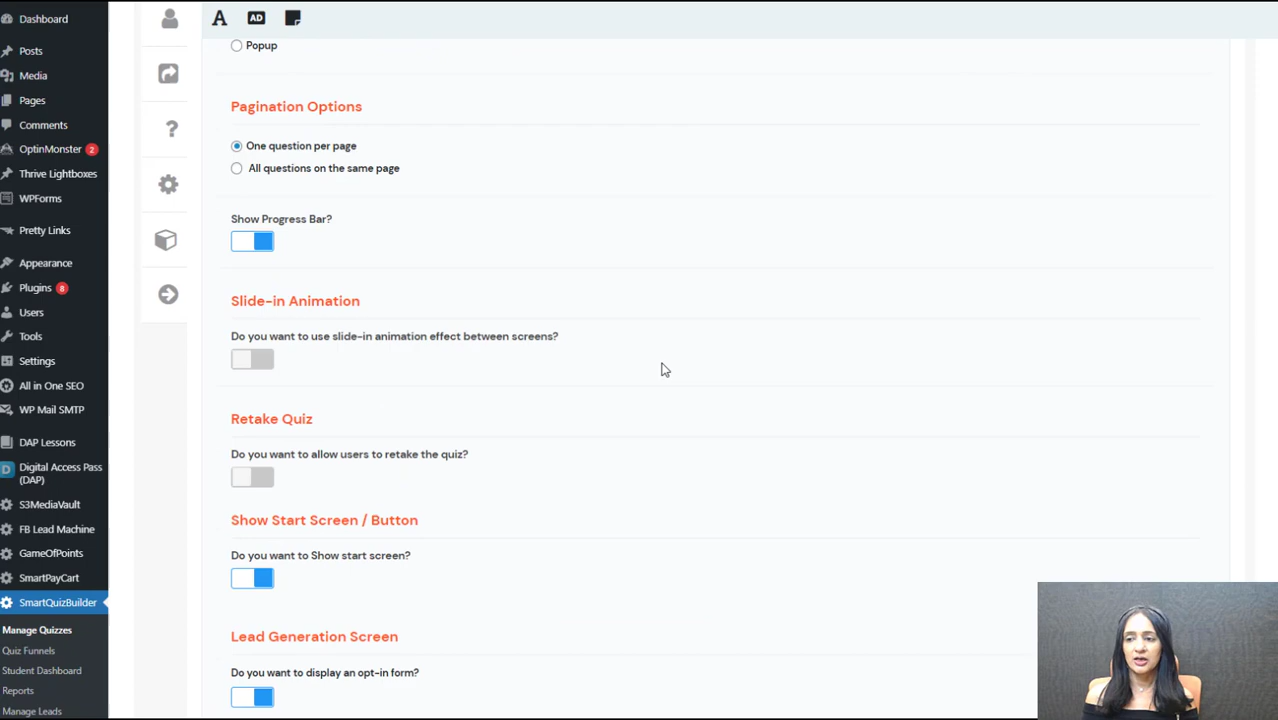 Dashboard
Posts
Media
Pages
Comments
OptinMonster 2
Thrive Lightboxes
WPForms
Pretty Links
Appearance
Plugins 8
Users
Tools
Settings
All in One SEO
WP Mail SMTP
DAP Lessons
D Digital Access Pass
(DAP)
S3MediaVault
FB Lead Machine
GameOfPoints
SmartPayCart
SmartQuizBuilder
Manage Quizzes
Quiz Funnels
Student Dashboard
Reports
Manage Leads
?
A AD
Popup
Pagination Options
One question per page
All questions on the same page
Show Progress Bar?
Slide-in Animation
Do you want to use slide-in animation effect between screens?
Retake Quiz
Do you want to allow users to retake the quiz?
Show Start Screen / Button
Do you want to Show start screen?
Lead Generation Screen
Do you want to display an opt-in form?